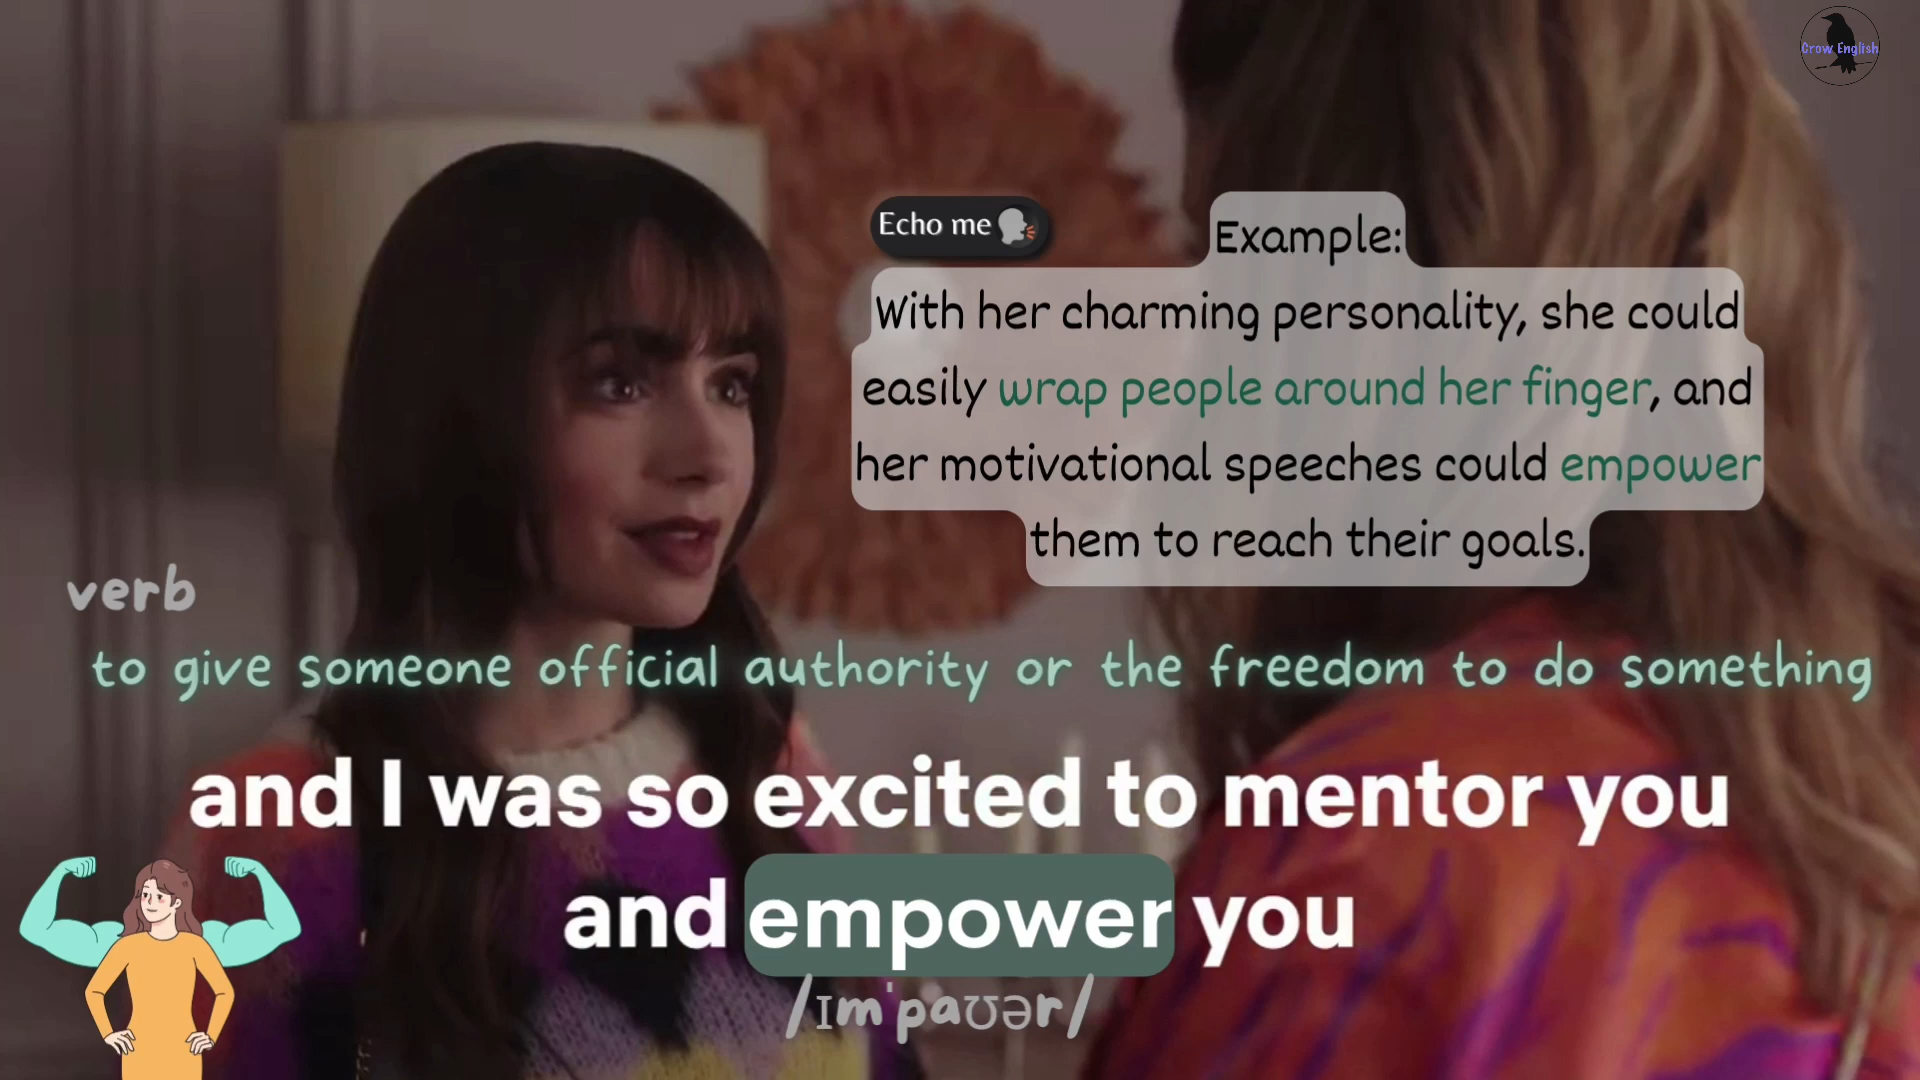 Crow English
Echo me
Example:
With her charming personality, she could
easily wrap people around her finger, and
her motivational speeches could empower
them to reach their goals.
verb
to give someone official authority or the freedom to do something
and I was so excited to mentor you
and empower you
/ɪmˈpaʊər/